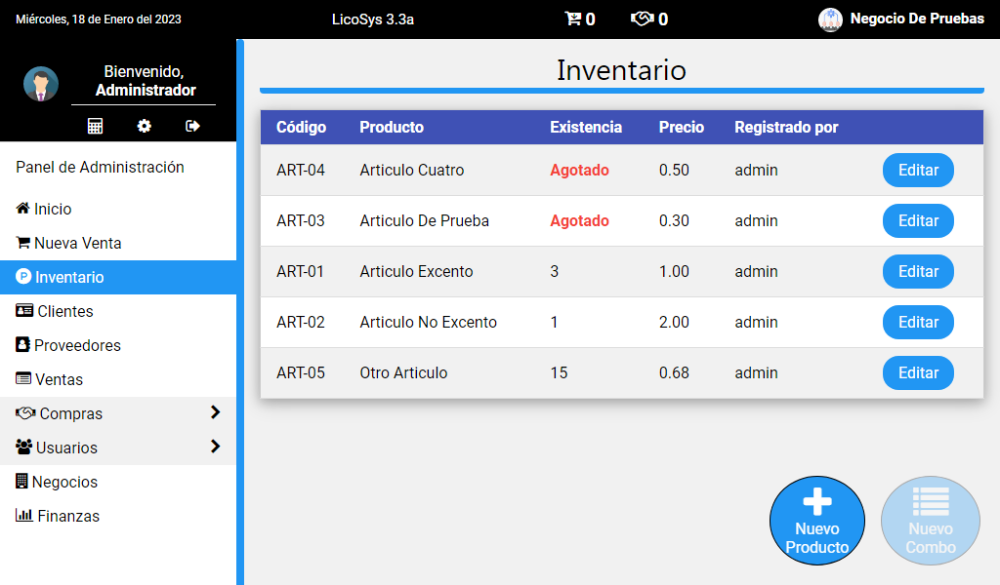 Miércoles, 18 de Enero del 2023
LicoSys 3.3a
0
0
Negocio De Pruebas
Bienvenido,
Administrador
Panel de Administración
Inicio
Nueva Venta
Inventario
Clientes
Proveedores
Ventas
Compras
Usuarios
Negocios
Finanzas
Inventario
Código Producto Existencia Precio Registrado por
ART-04 Articulo Cuatro Agotado 0.50 admin Editar
ART-03 Articulo De Prueba Agotado 0.30 admin Editar
ART-01 Articulo Excento 3 1.00 admin Editar
ART-02 Articulo No Excento 1 2.00 admin Editar
ART-05 Otro Articulo 15 0.68 admin Editar
Nuevo
Producto
Nuevo
Combo